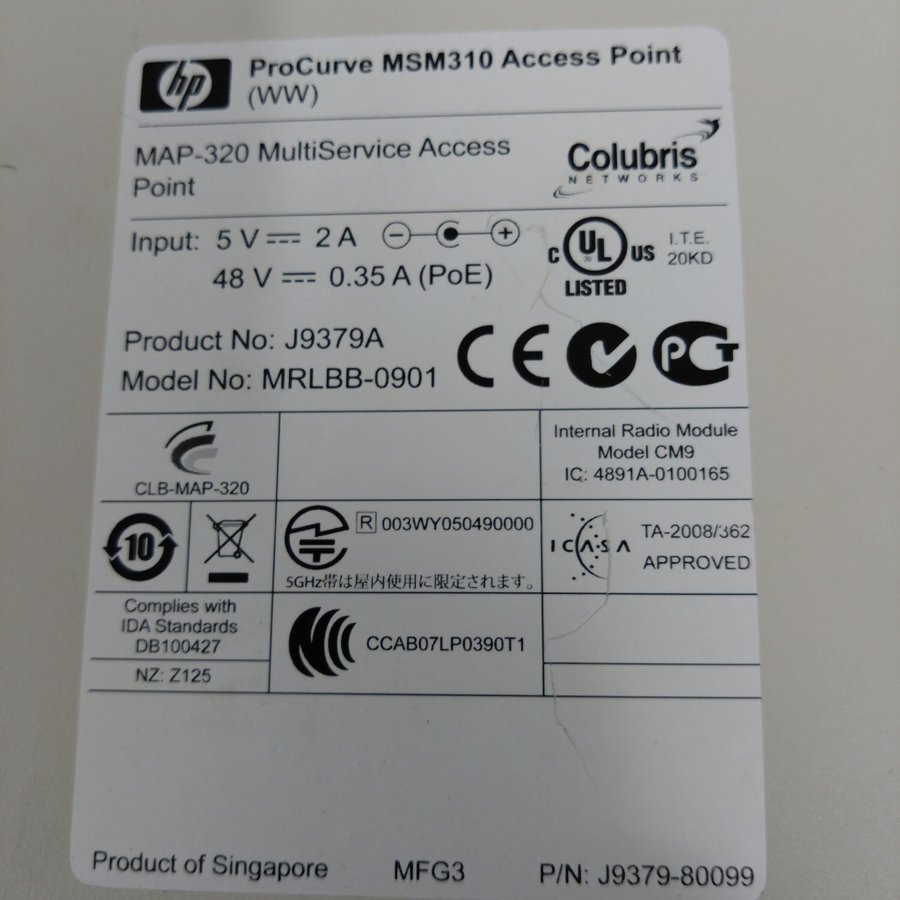 hp
ProCurve MSM310 Access Point
(WW)
MAP-320 MultiService Access
Point
Colubris
NETWORKS
Input: 5 V ⎓ 2 A
48 V ⎓ 0.35 A (PoE)
C UL US
LISTED
I.T.E.
20KD
Product No: J9379A
Model No: MRLBB-0901
CE
PCT
CLB-MAP-320
Internal Radio Module
Model CM9
IC: 4891A-0100165
10
R 003WY050490000
5GHz帯は屋内使用に限定されます。
ICASA
TA-2008/362
APPROVED
Complies with
IDA Standards
DB100427
NZ: Z125
CCAB07LP0390T1
Product of Singapore MFG3 P/N: J9379-80099